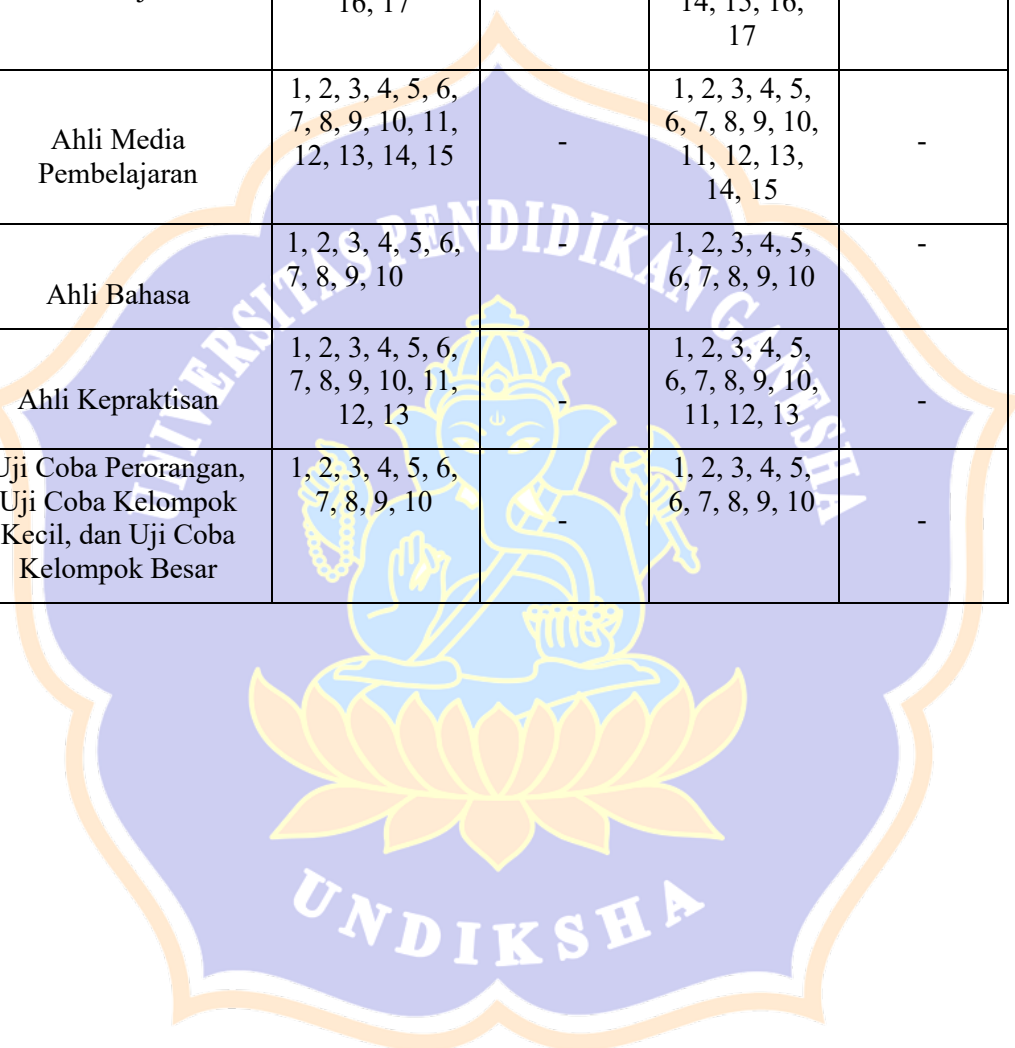 16, 17
14, 15, 16,
17
Ahli Media
Pembelajaran
1, 2, 3, 4, 5, 6,
7, 8, 9, 10, 11,
12, 13, 14, 15
-
1, 2, 3, 4, 5,
6, 7, 8, 9, 10,
11, 12, 13,
14, 15
-
Ahli Bahasa
1, 2, 3, 4, 5, 6,
7, 8, 9, 10
-
1, 2, 3, 4, 5,
6, 7, 8, 9, 10
-
Ahli Kepraktisan
1, 2, 3, 4, 5, 6,
7, 8, 9, 10, 11,
12, 13
-
1, 2, 3, 4, 5,
6, 7, 8, 9, 10,
11, 12, 13
-
Uji Coba Perorangan,
Uji Coba Kelompok
Kecil, dan Uji Coba
Kelompok Besar
1, 2, 3, 4, 5, 6,
7, 8, 9, 10
-
1, 2, 3, 4, 5,
6, 7, 8, 9, 10
-
UNIVERSITAS PENDIDIKAN GANESHA
UNDIKSHA